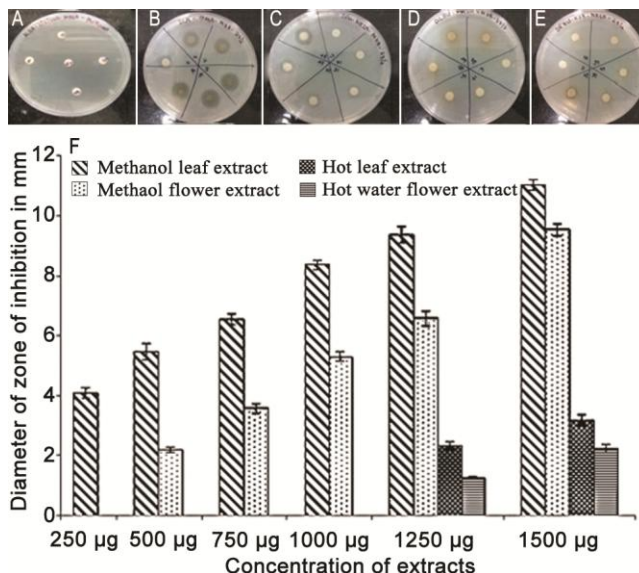 A B C D E
F
Methanol leaf extract Hot leaf extract
Methaol flower extract Hot water flower extract
Diameter of zone of inhibition in mm
12
10
8
6
4
2
0
250 µg 500 µg 750 µg 1000 µg 1250 µg 1500 µg
Concentration of extracts